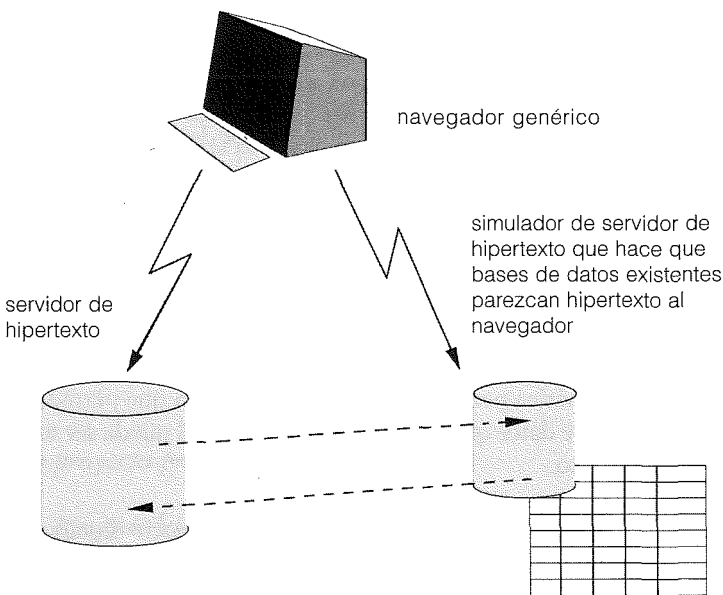 navegador genérico
simulador de servidor de
hipertexto que hace que
bases de datos existentes
parezcan hipertexto al
navegador
servidor de
hipertexto